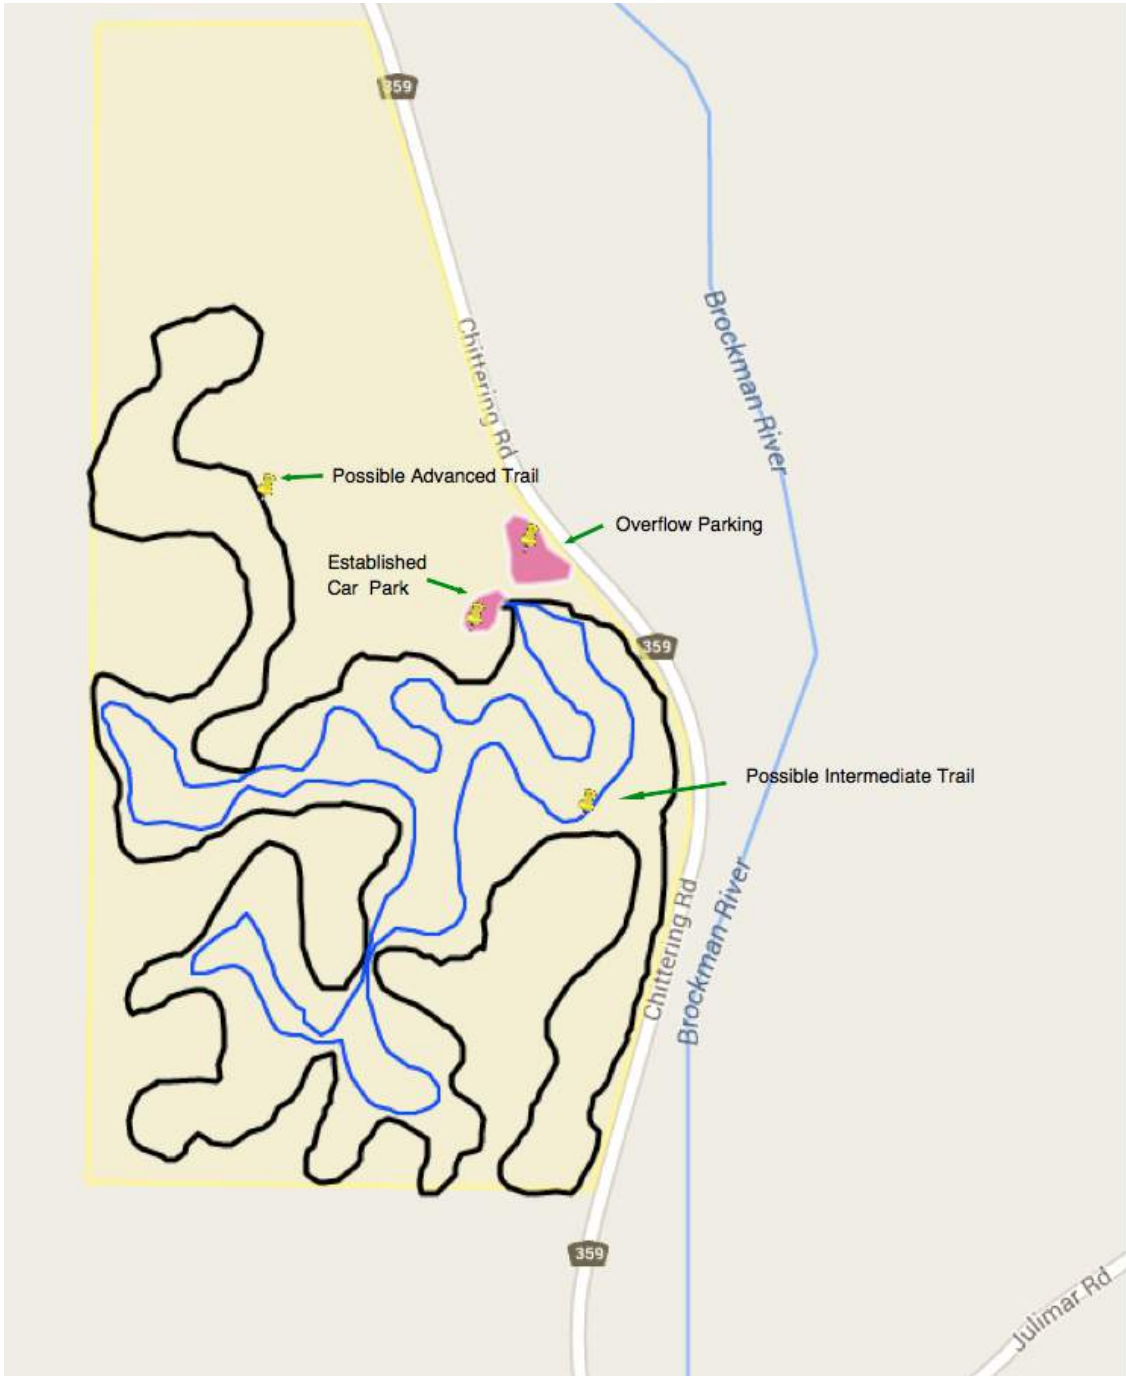 359
Chittering Rd
Brockman River
Possible Advanced Trail
Overflow Parking
Established
Car Park
359
Possible Intermediate Trail
Chittering Rd
Brockman River
359
Julimar Rd